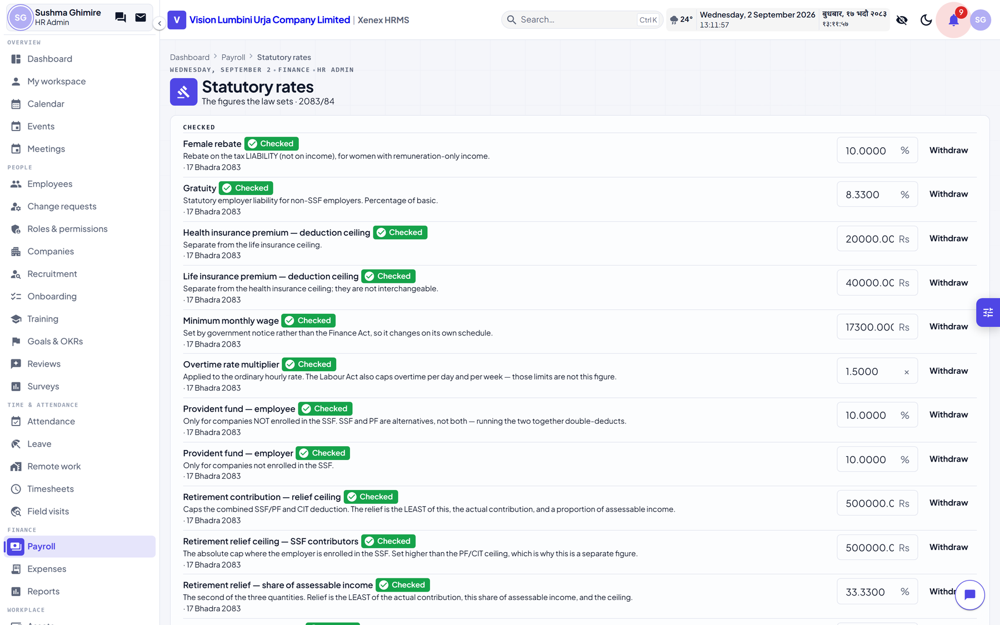 SG
Sushma Ghimire
HR Admin
OVERVIEW
Dashboard
My workspace
Calendar
Events
Meetings
PEOPLE
Employees
Change requests
Roles & permissions
Companies
Recruitment
Onboarding
Training
Goals & OKRs
Reviews
Surveys
TIME & ATTENDANCE
Attendance
Leave
Remote work
Timesheets
Field visits
FINANCE
Payroll
Expenses
Reports
WORKPLACE
V Vision Lumbini Urja Company Limited | Xenex HRMS
Search... Ctrl K
24°
Wednesday, 2 September 2026
13:11:57
बुधबार, १७ भदौ २०८३
१३:११:५७
9
SG
Dashboard > Payroll > Statutory rates
WEDNESDAY, SEPTEMBER 2 • FINANCE • HR ADMIN
Statutory rates
The figures the law sets · 2083/84
CHECKED
Female rebate Checked
Rebate on the tax LIABILITY (not on income), for women with remuneration-only income.
· 17 Bhadra 2083
10.0000 % Withdraw
Gratuity Checked
Statutory employer liability for non-SSF employers. Percentage of basic.
· 17 Bhadra 2083
8.3300 % Withdraw
Health insurance premium — deduction ceiling Checked
Separate from the life insurance ceiling.
· 17 Bhadra 2083
20000.00 Rs Withdraw
Life insurance premium — deduction ceiling Checked
Separate from the health insurance ceiling; they are not interchangeable.
· 17 Bhadra 2083
40000.00 Rs Withdraw
Minimum monthly wage Checked
Set by government notice rather than the Finance Act, so it changes on its own schedule.
· 17 Bhadra 2083
17300.000 Rs Withdraw
Overtime rate multiplier Checked
Applied to the ordinary hourly rate. The Labour Act also caps overtime per day and per week — those limits are not this figure.
· 17 Bhadra 2083
1.5000 × Withdraw
Provident fund — employee Checked
Only for companies NOT enrolled in the SSF. SSF and PF are alternatives, not both — running the two together double-deducts.
· 17 Bhadra 2083
10.0000 % Withdraw
Provident fund — employer Checked
Only for companies not enrolled in the SSF.
· 17 Bhadra 2083
10.0000 % Withdraw
Retirement contribution — relief ceiling Checked
Caps the combined SSF/PF and CIT deduction. The relief is the LEAST of this, the actual contribution, and a proportion of assessable income.
· 17 Bhadra 2083
500000.0 Rs Withdraw
Retirement relief ceiling — SSF contributors Checked
The absolute cap where the employer is enrolled in the SSF. Set higher than the PF/CIT ceiling, which is why this is a separate figure.
· 17 Bhadra 2083
500000.0 Rs Withdraw
Retirement relief — share of assessable income Checked
The second of the three quantities. Relief is the LEAST of the actual contribution, this share of assessable income, and the ceiling.
· 17 Bhadra 2083
33.3300 %